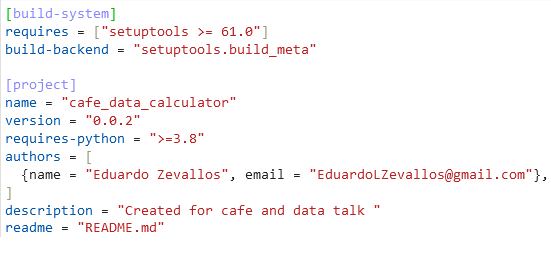 [build-system]
requires = ["setuptools >= 61.0"]
build-backend = "setuptools.build_meta"

[project]
name = "cafe_data_calculator"
version = "0.0.2"
requires-python = ">=3.8"
authors = [
  {name = "Eduardo Zevallos", email = "EduardoLZevallos@gmail.com"},
]
description = "Created for cafe and data talk "
readme = "README.md"